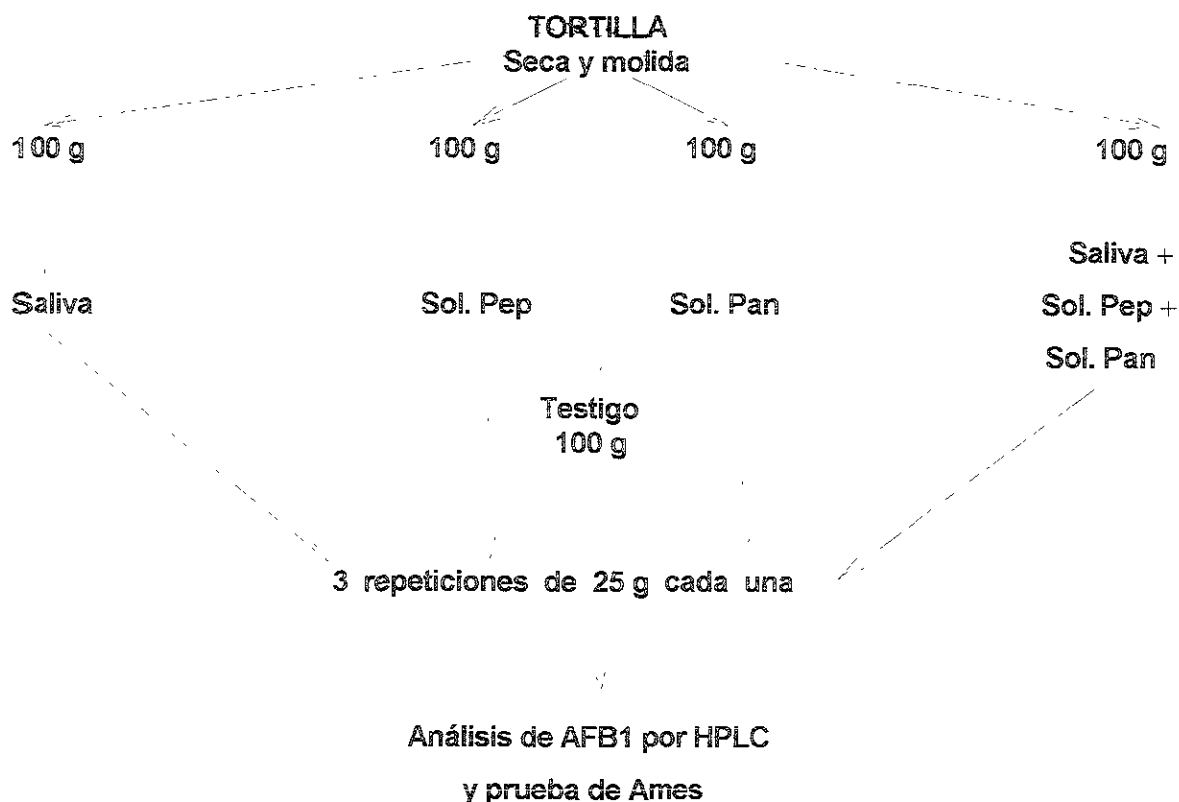 TORTILLA
Seca y molida
100 g 100 g 100 g 100 g
Saliva +
Saliva Sol. Pep Sol. Pan Sol. Pep +
Sol. Pan
Testigo
100 g
3 repeticiones de 25 g cada una
Análisis de AFB1 por HPLC
y prueba de Ames